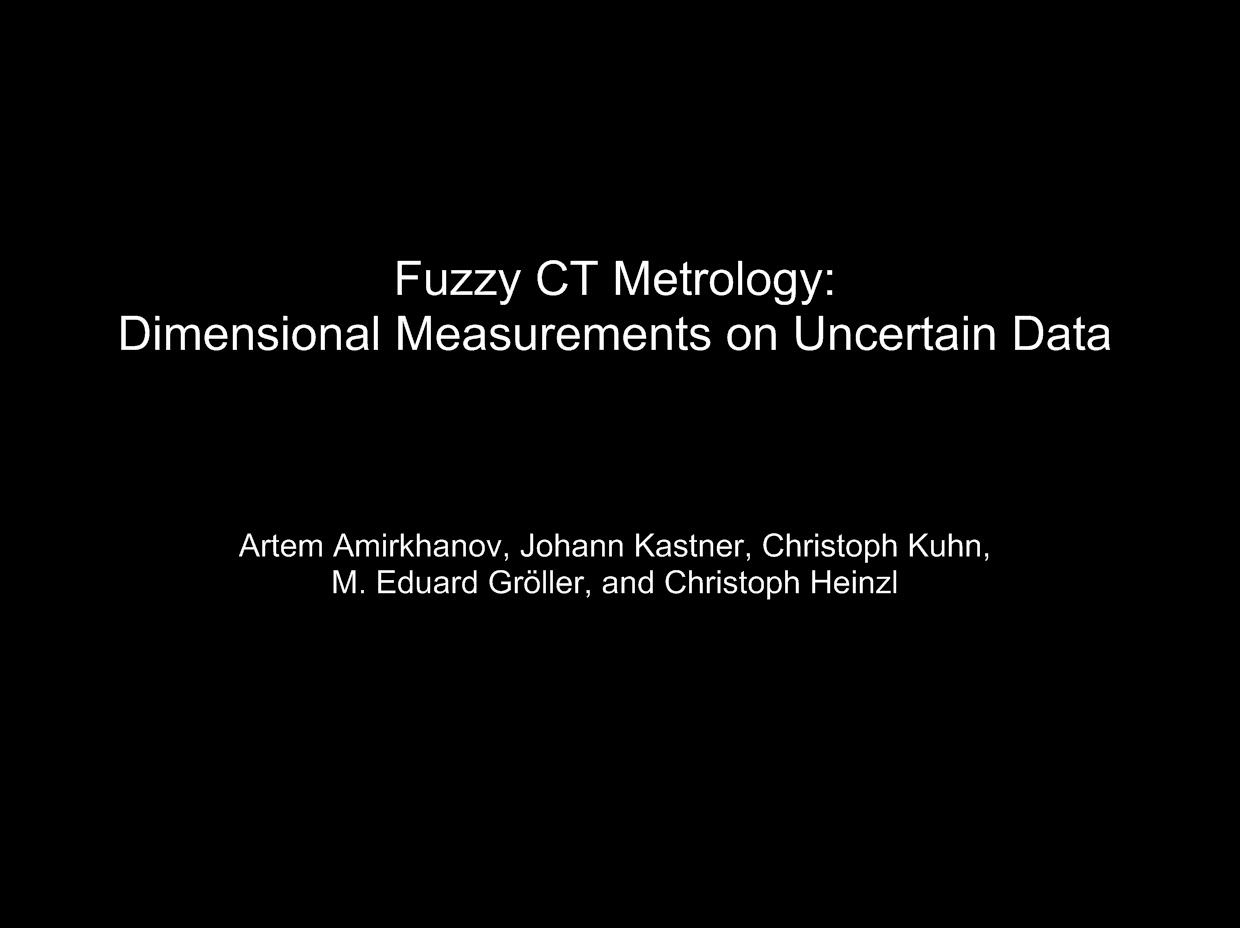 Fuzzy CT Metrology:
Dimensional Measurements on Uncertain Data
Artem Amirkhanov, Johann Kastner, Christoph Kuhn,
M. Eduard Gröller, and Christoph Heinzl